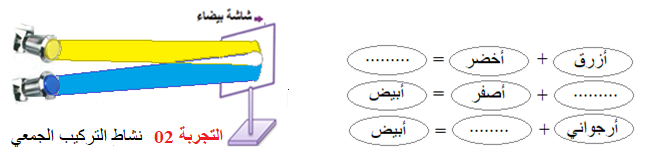 شاشة بيضاء
التجربة 02 نشاط التركيب الجمعي
أزرق + أخضر = .........
......... + أصفر = أبيض
أرجواني + ........ = أبيض